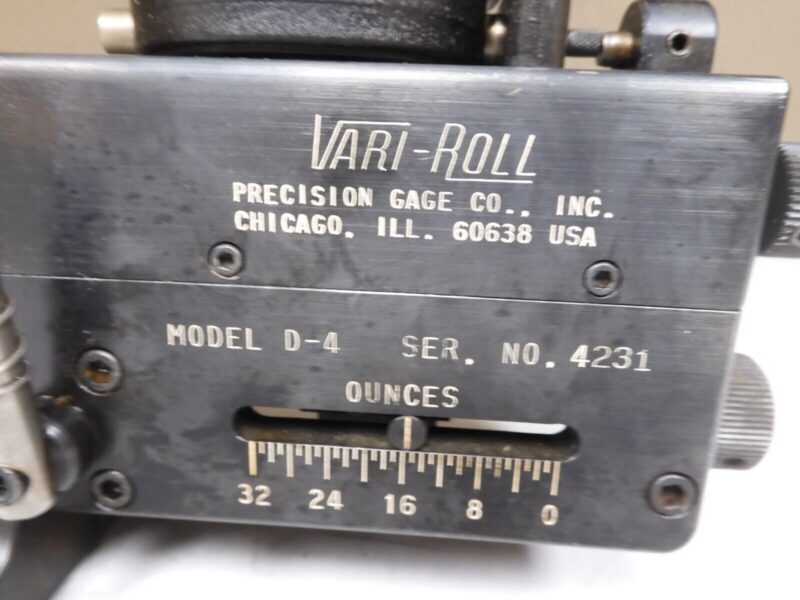 VARI-ROLL
PRECISION GAGE CO., INC.
CHICAGO, ILL. 60638 USA
MODEL D-4 SER. NO. 4231
OUNCES
32 24 16 8 0